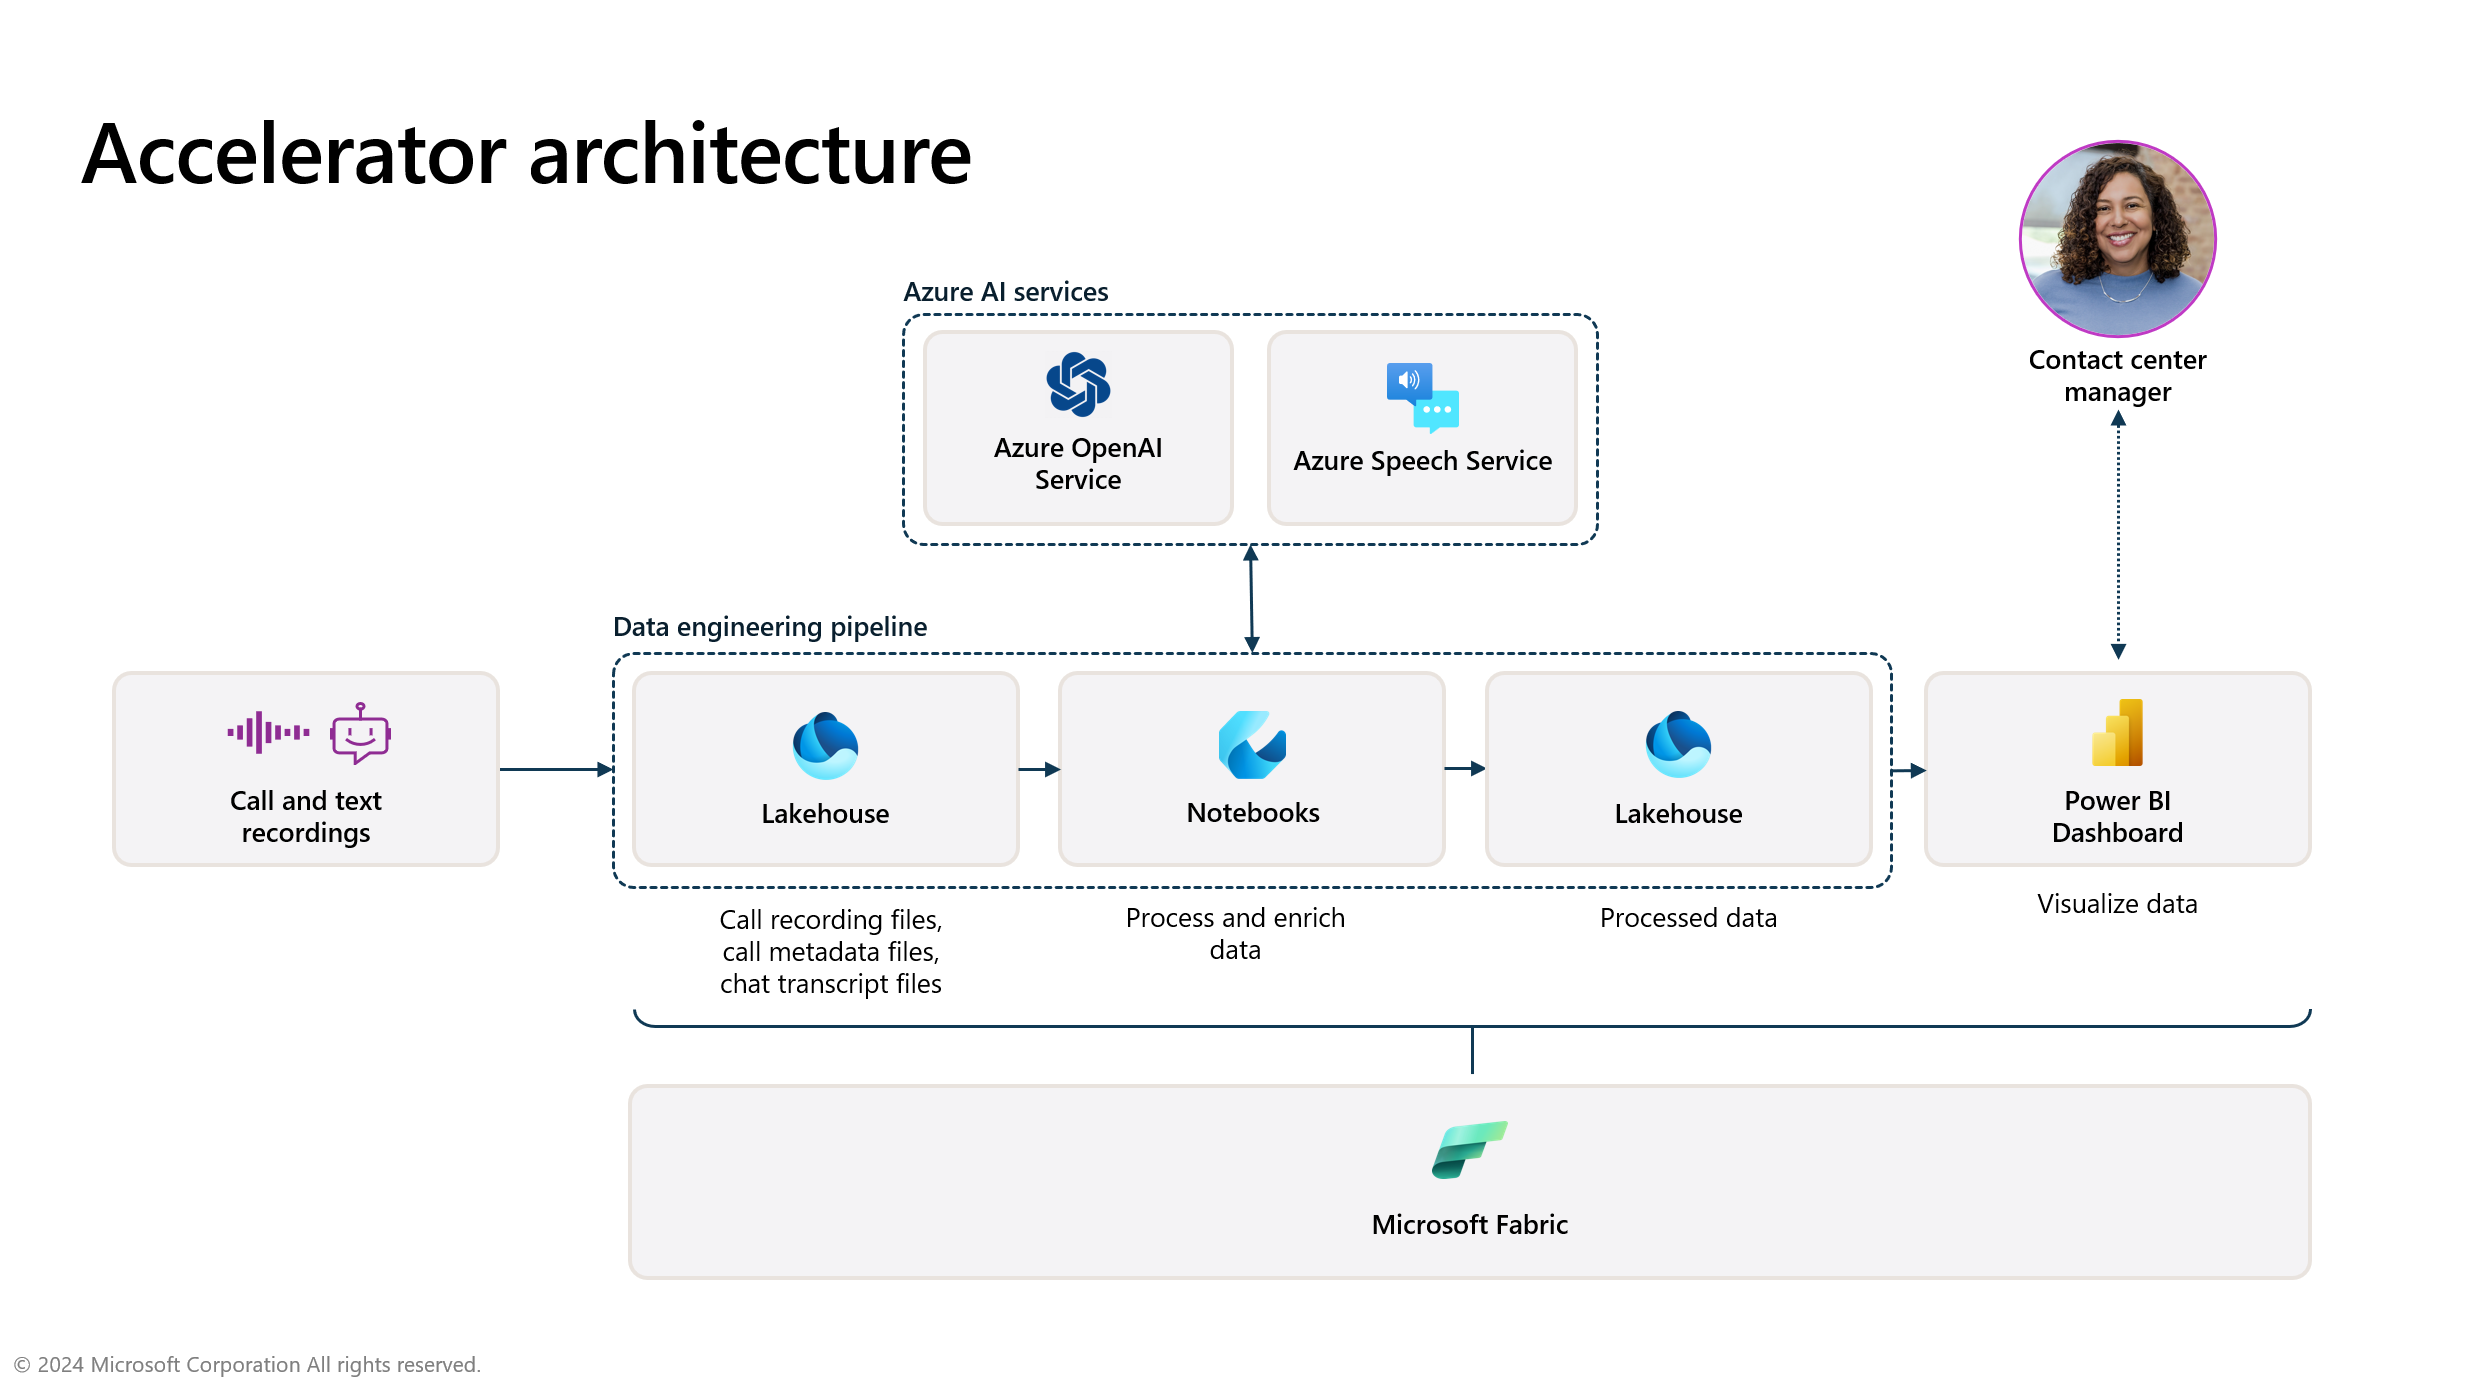 Accelerator architecture
Azure AI services
Azure OpenAI
Service
Azure Speech Service
Contact center
manager
Data engineering pipeline
Call and text
recordings
Lakehouse
Notebooks
Lakehouse
Power BI
Dashboard
Call recording files,
call metadata files,
chat transcript files
Process and enrich
data
Processed data
Visualize data
Microsoft Fabric
© 2024 Microsoft Corporation All rights reserved.